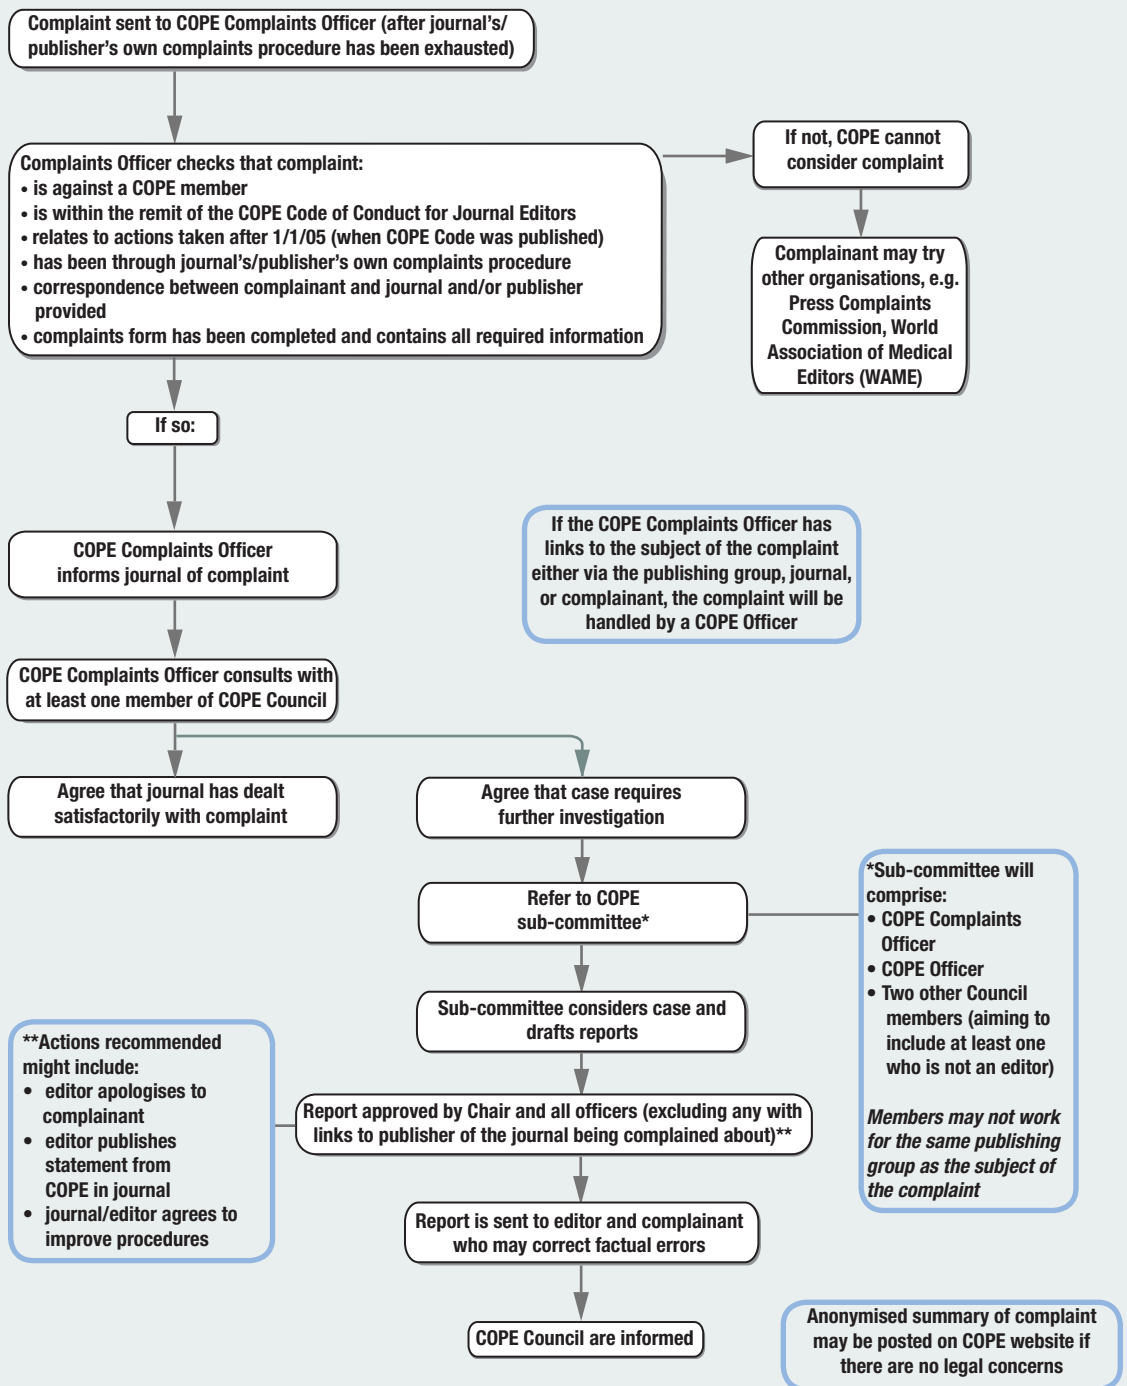 Complaint sent to COPE Complaints Officer (after journal’s/
publisher’s own complaints procedure has been exhausted)
Complaints Officer checks that complaint:
• is against a COPE member
• is within the remit of the COPE Code of Conduct for Journal Editors
• relates to actions taken after 1/1/05 (when COPE Code was published)
• has been through journal’s/publisher’s own complaints procedure
• correspondence between complainant and journal and/or publisher
provided
• complaints form has been completed and contains all required information
If not, COPE cannot
consider complaint
Complainant may try
other organisations, e.g.
Press Complaints
Commission, World
Association of Medical
Editors (WAME)
If so:
COPE Complaints Officer
informs journal of complaint
If the COPE Complaints Officer has
links to the subject of the complaint
either via the publishing group, journal,
or complainant, the complaint will be
handled by a COPE Officer
COPE Complaints Officer consults with
at least one member of COPE Council
Agree that journal has dealt
satisfactorily with complaint
Agree that case requires
further investigation
Refer to COPE
sub-committee*
*Sub-committee will
comprise:
• COPE Complaints
Officer
• COPE Officer
• Two other Council
members (aiming to
include at least one
who is not an editor)
Members may not work
for the same publishing
group as the subject of
the complaint
Sub-committee considers case and
drafts reports
**Actions recommended
might include:
• editor apologises to
complainant
• editor publishes
statement from
COPE in journal
• journal/editor agrees to
improve procedures
Report approved by Chair and all officers (excluding any with
links to publisher of the journal being complained about)**
Report is sent to editor and complainant
who may correct factual errors
COPE Council are informed
Anonymised summary of complaint
may be posted on COPE website if
there are no legal concerns